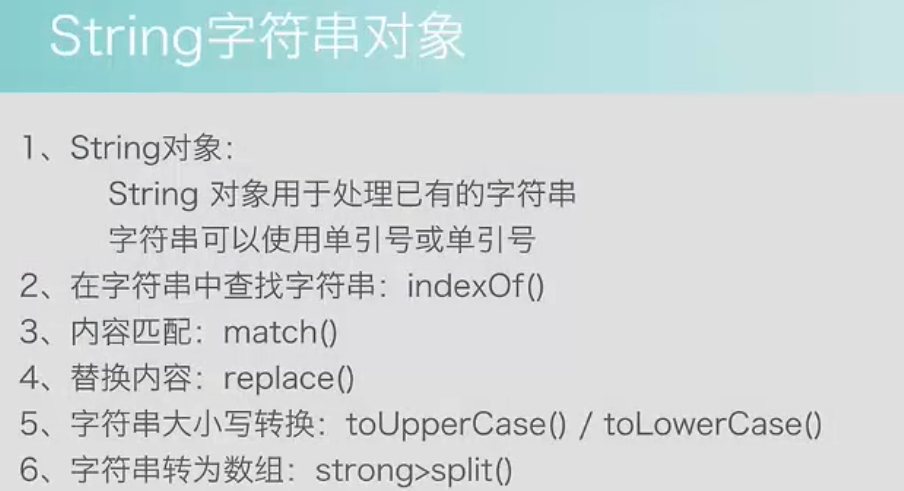 String字符串对象
1、String对象：
String 对象用于处理已有的字符串
字符串可以使用单引号或单引号
2、在字符串中查找字符串：indexOf()
3、内容匹配：match()
4、替换内容：replace()
5、字符串大小写转换：toUpperCase() / toLowerCase()
6、字符串转为数组：strong>split()